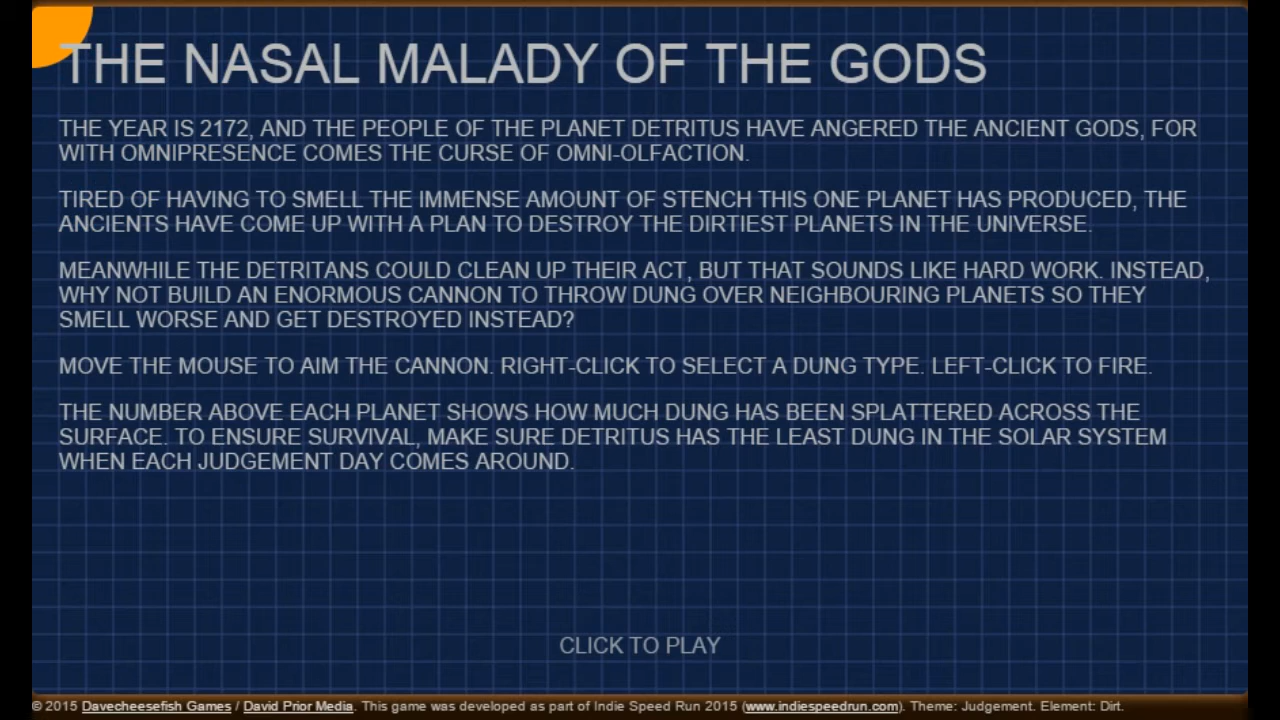 THE NASAL MALADY OF THE GODS
THE YEAR IS 2172, AND THE PEOPLE OF THE PLANET DETRITUS HAVE ANGERED THE ANCIENT GODS, FOR
WITH OMNIPRESENCE COMES THE CURSE OF OMNI-OLFACTION.
TIRED OF HAVING TO SMELL THE IMMENSE AMOUNT OF STENCH THIS ONE PLANET HAS PRODUCED, THE
ANCIENTS HAVE COME UP WITH A PLAN TO DESTROY THE DIRTIEST PLANETS IN THE UNIVERSE.
MEANWHILE THE DETRITANS COULD CLEAN UP THEIR ACT, BUT THAT SOUNDS LIKE HARD WORK. INSTEAD,
WHY NOT BUILD AN ENORMOUS CANNON TO THROW DUNG OVER NEIGHBOURING PLANETS SO THEY
SMELL WORSE AND GET DESTROYED INSTEAD?
MOVE THE MOUSE TO AIM THE CANNON. RIGHT-CLICK TO SELECT A DUNG TYPE. LEFT-CLICK TO FIRE.
THE NUMBER ABOVE EACH PLANET SHOWS HOW MUCH DUNG HAS BEEN SPLATTERED ACROSS THE
SURFACE. TO ENSURE SURVIVAL, MAKE SURE DETRITUS HAS THE LEAST DUNG IN THE SOLAR SYSTEM
WHEN EACH JUDGEMENT DAY COMES AROUND.
CLICK TO PLAY
© 2015 Davecheesefish Games / David Prior Media. This game was developed as part of Indie Speed Run 2015 (www.indiespeedrun.com). Theme: Judgement. Element: Dirt.